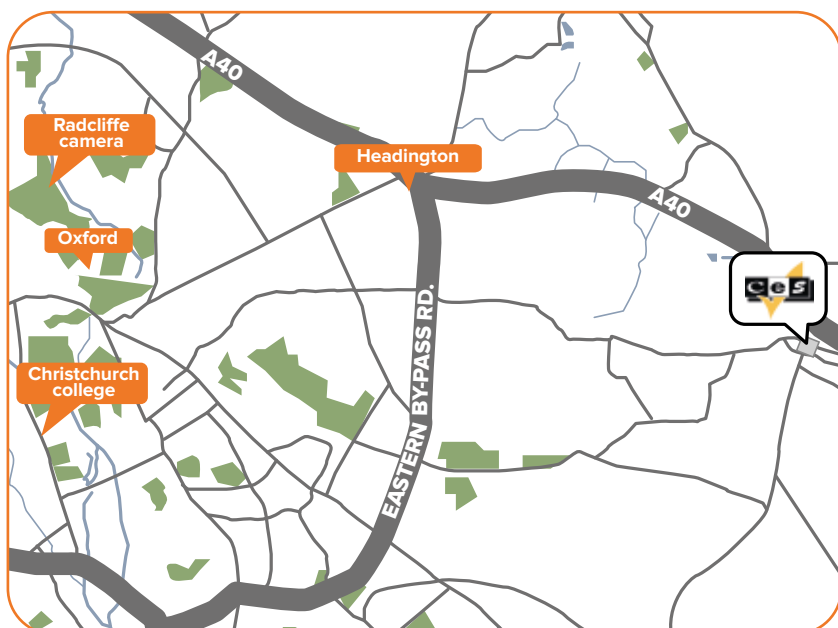 A40
Radcliffe
camera
Headington
A40
Oxford
ces
EASTERN BY-PASS RD.
Christchurch
college